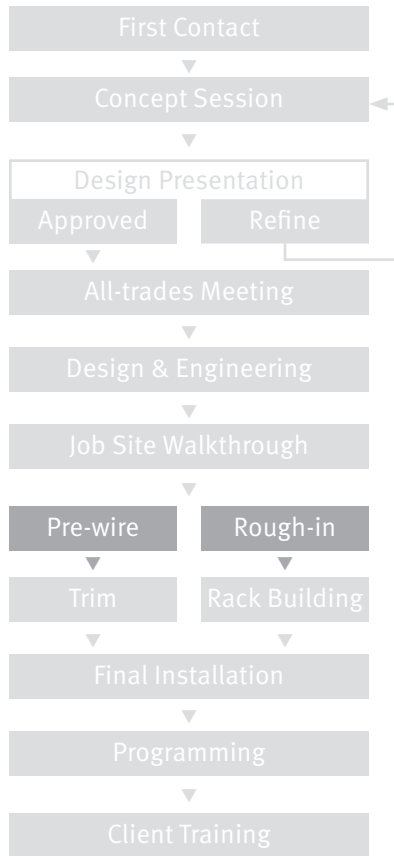 First Contact
Concept Session
Design Presentation
Approved Refine
All-trades Meeting
Design & Engineering
Job Site Walkthrough
Pre-wire Rough-in
Trim Rack Building
Final Installation
Programming
Client Training